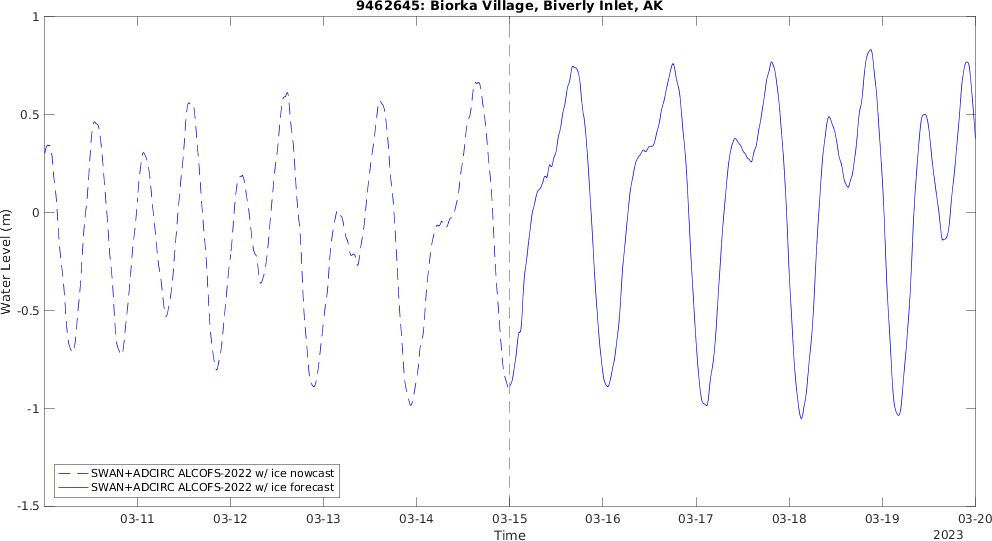 9462645: Biorka Village, Biverly Inlet, AK
1
0.5
0
-0.5
-1
-1.5
Water Level (m)
SWAN+ADCIRC ALCOFS-2022 w/ ice nowcast
SWAN+ADCIRC ALCOFS-2022 w/ ice forecast
03-11 03-12 03-13 03-14 03-15 03-16 03-17 03-18 03-19 03-20
Time
2023